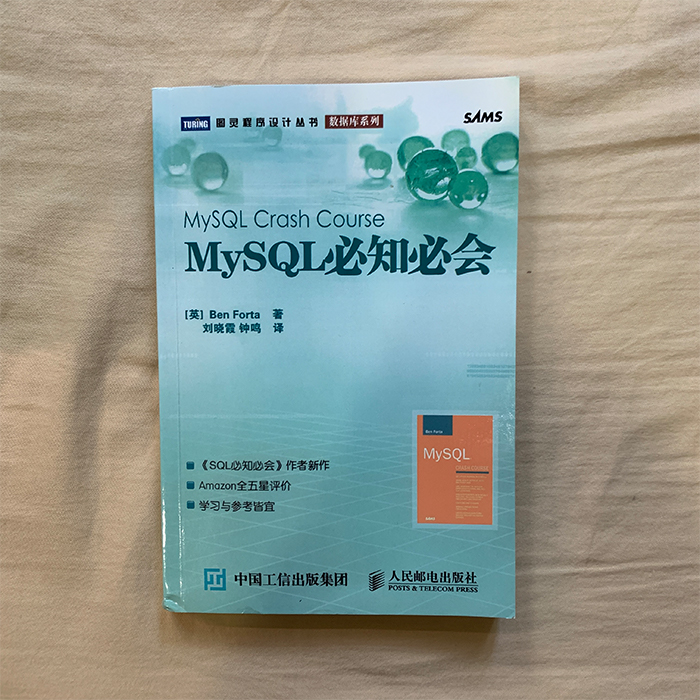 TURING 图灵程序设计丛书 数据库系列
SAMS
MySQL Crash Course
MySQL必知必会
[英] Ben Forta 著
刘晓霞 钟鸣 译
Ben Forta
MySQL
CRASH COURSE
《SQL必知必会》作者新作
Amazon全五星评价
学习与参考皆宜
中国工信出版集团
人民邮电出版社
POSTS & TELECOM PRESS